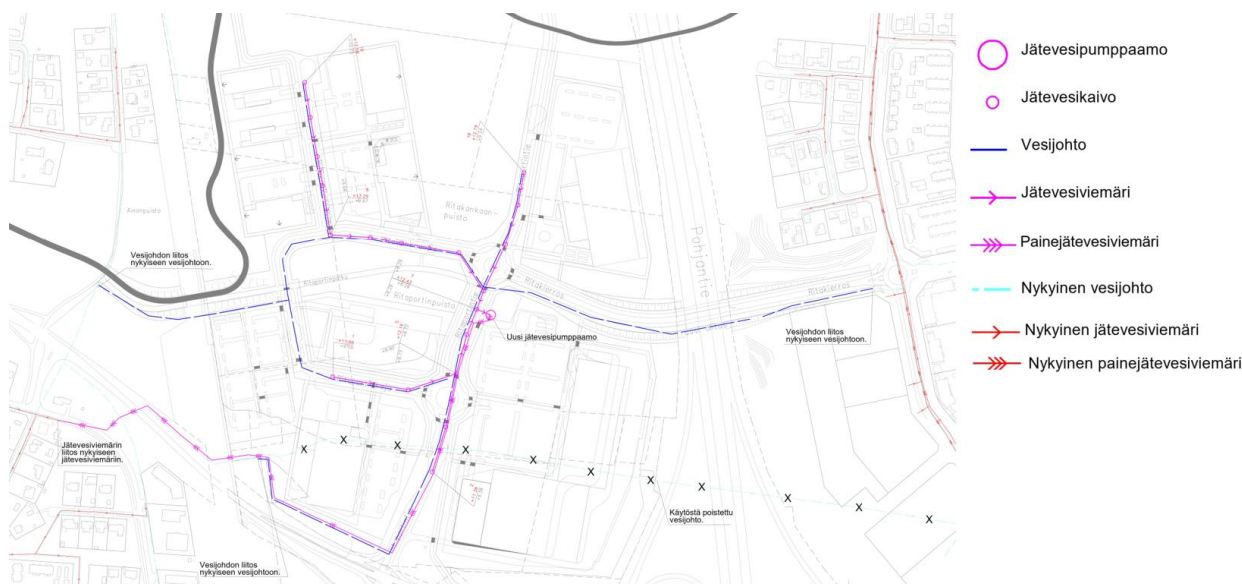 Jätevesipumppaamo
Jätevesikaivo
Vesijohto
Jätevesiviemäri
Painejätevesiviemäri
Nykyinen vesijohto
Nykyinen jätevesiviemäri
Nykyinen painejätevesiviemäri
Ritakankaan-
puisto
Pohjantie
Vesijohdon liitos
nykyiseen vesijohtoon.
Ritaportinpuisto
Ritakierros
Ritakierros
Uusi jätevesipumppaamo
Vesijohdon liitos
nykyiseen vesijohtoon.
Jätevesiviemärin
liitos nykyiseen
jätevesiviemäriin.
X X X X X X X X X X X
Käytöstä poistettu
vesijohto.
Vesijohdon liitos
nykyiseen vesijohtoon.